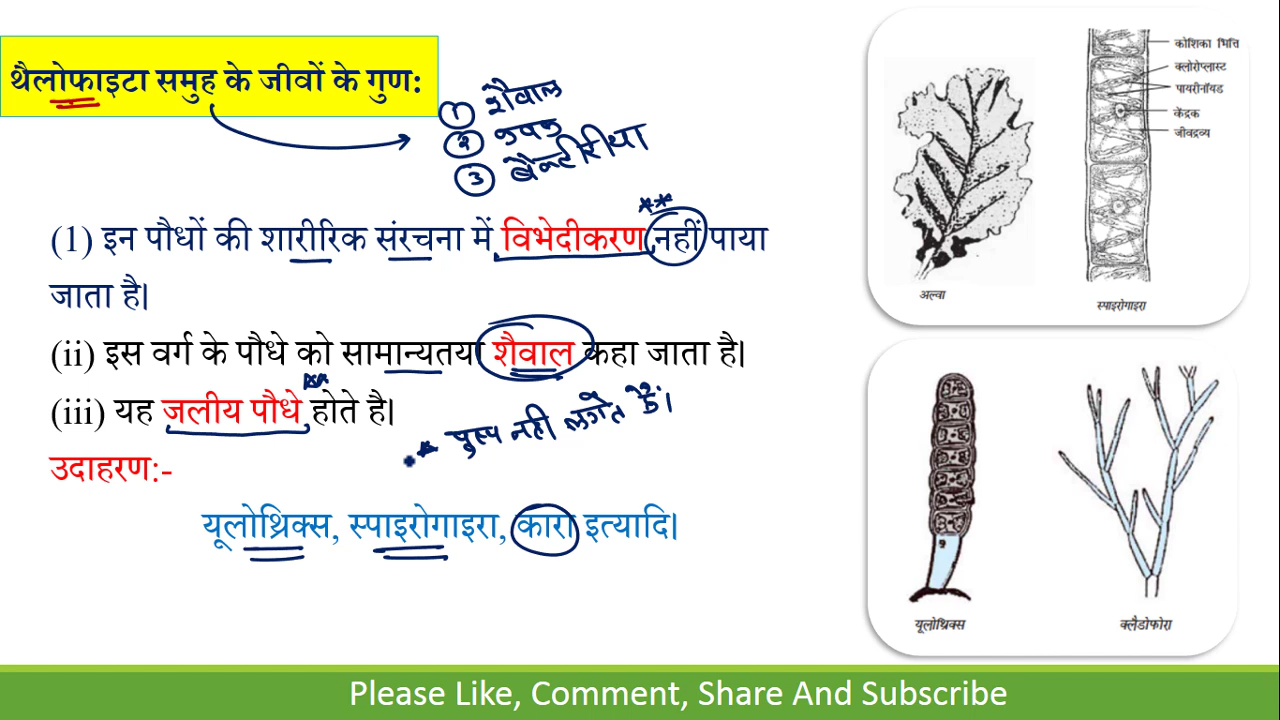 थैलोफाइटा समुह के जीवों के गुण:
① शैवाल
② कवक
③ बैक्टीरिया
(1) इन पौधों की शारीरिक संरचना में विभेदीकरण नहीं पाया
जाता है।
(ii) इस वर्ग के पौधे को सामान्यतया शैवाल कहा जाता है।
(iii) यह जलीय पौधे होते है।
* पुष्प नही लगते है।
उदाहरण:-
यूलोथ्रिक्स, स्पाइरोगाइरा, कारा इत्यादि।
कोशिका भित्ति
क्लोरोप्लास्ट
पायरीनॉयड
केंद्रक
जीवद्रव्य
अल्वा
स्पाइरोगाइरा
यूलोथ्रिक्स
क्लैडोफोरा
Please Like, Comment, Share And Subscribe